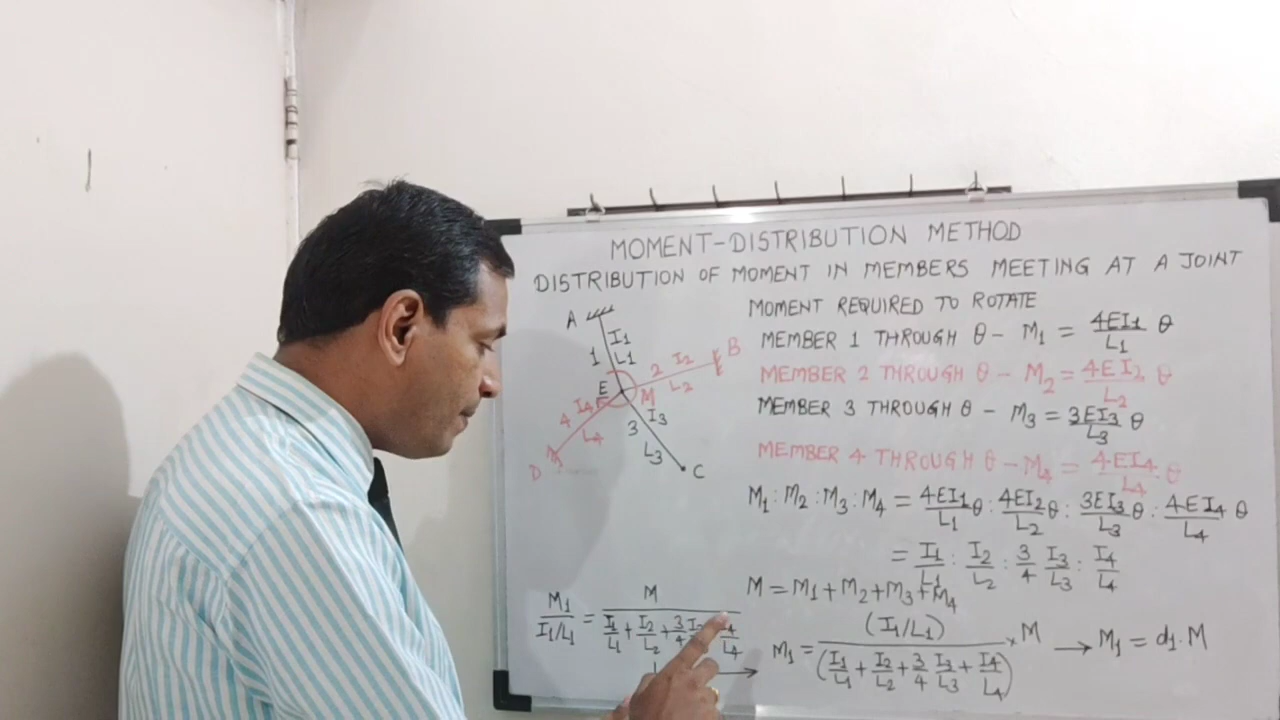 MOMENT-DISTRIBUTION METHOD
DISTRIBUTION OF MOMENT IN MEMBERS MEETING AT A JOINT
A
I₁
1 L₁
2 I₂
L₂
B
E
M
4 I₄
L₄
I₃
3
L₃
D
C
MOMENT REQUIRED TO ROTATE
MEMBER 1 THROUGH θ - M₁ = 4EI₁/L₁ θ
MEMBER 2 THROUGH θ - M₂ = 4EI₂/L₂ θ
MEMBER 3 THROUGH θ - M₃ = 3EI₃/L₃ θ
MEMBER 4 THROUGH θ - M₄ = 4EI₄/L₄ θ
M₁ : M₂ : M₃ : M₄ = 4EI₁/L₁ θ : 4EI₂/L₂ θ : 3EI₃/L₃ θ : 4EI₄/L₄ θ
= I₁/L₁ : I₂/L₂ : 3/4 I₃/L₃ : I₄/L₄
M = M₁ + M₂ + M₃ + M₄
M₁/(I₁/L₁) = M/(I₁/L₁ + I₂/L₂ + 3/4
M₁ = (I₁/L₁)/(I₁/L₁ + I₂/L₂ + 3/4 I₃/L₃ + I₄/L₄) × M → M₁ = d₁. M